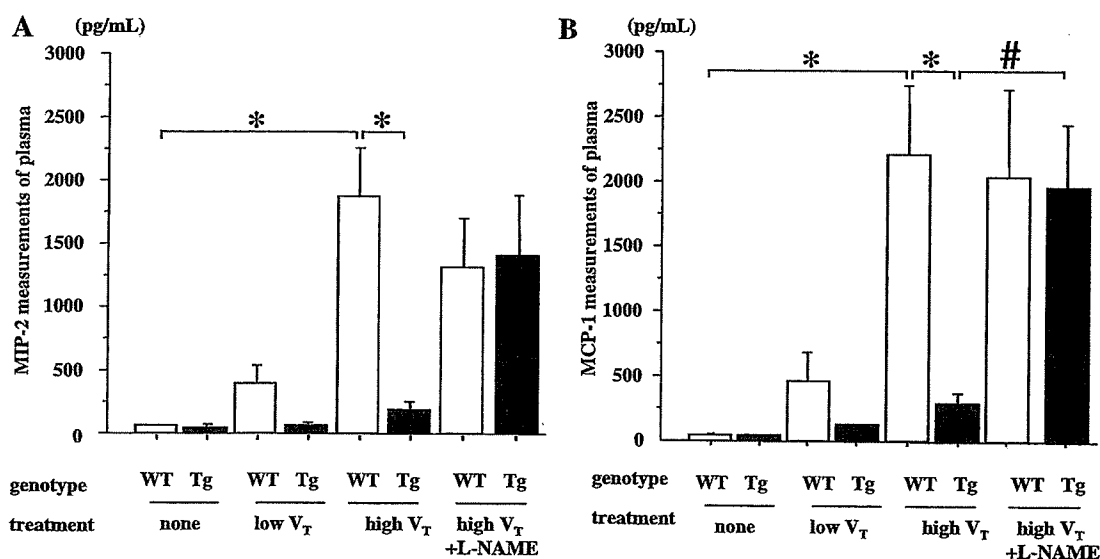 A (pg/mL)
3000
2500
2000
1500
1000
500
0
MIP-2 measurements of plasma
* *
genotype WT Tg WT Tg WT Tg WT Tg
treatment none low VT high VT high VT
+L-NAME
B (pg/mL)
3000
2500
2000
1500
1000
500
0
MCP-1 measurements of plasma
* * #
genotype WT Tg WT Tg WT Tg WT Tg
treatment none low VT high VT high VT
+L-NAME